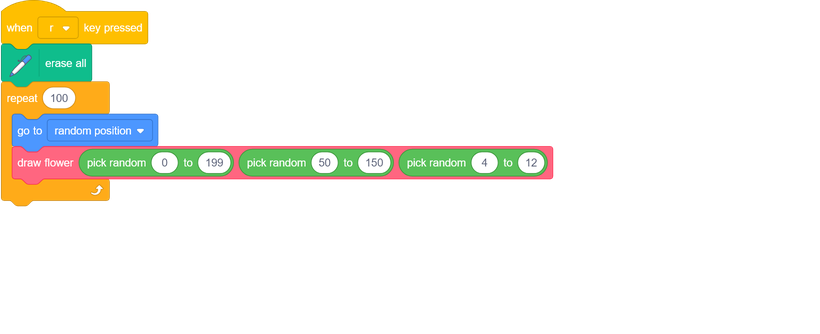 when r key pressed
erase all
repeat 100
go to random position
draw flower pick random 0 to 199 pick random 50 to 150 pick random 4 to 12